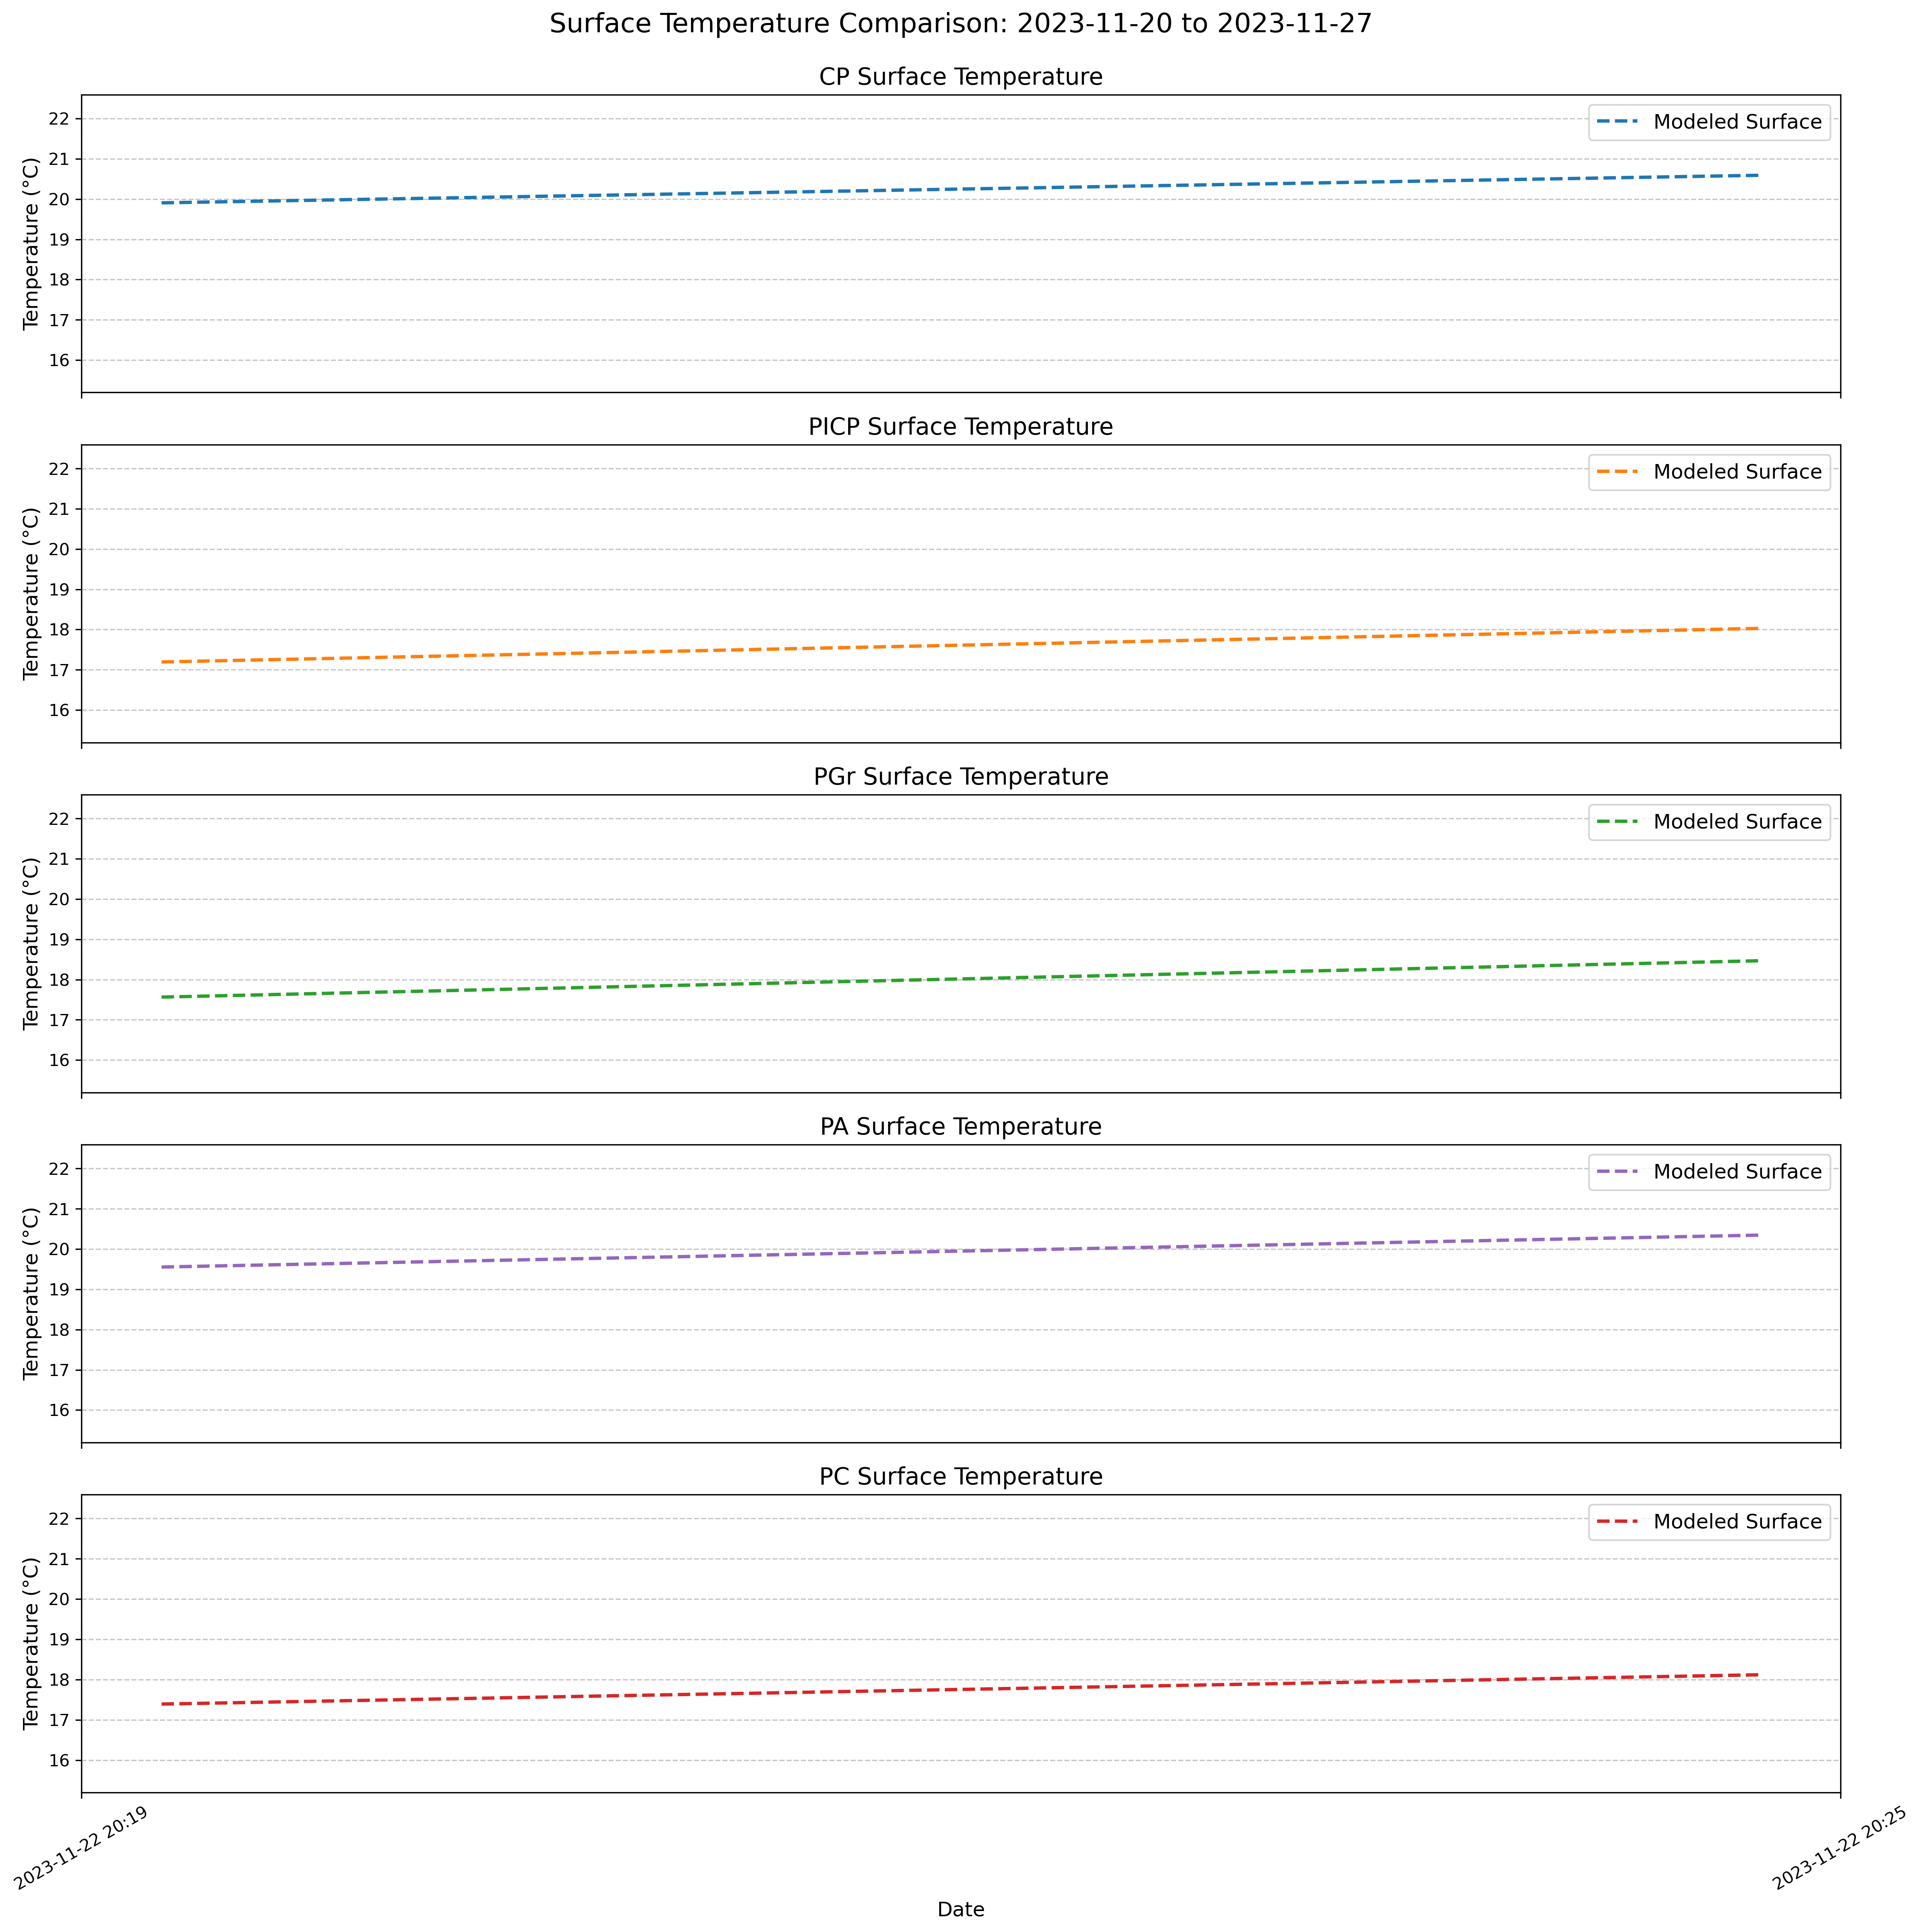 Surface Temperature Comparison: 2023-11-20 to 2023-11-27
CP Surface Temperature
Temperature (°C)
22
21
20
19
18
17
16
Modeled Surface
PICP Surface Temperature
Temperature (°C)
22
21
20
19
18
17
16
Modeled Surface
PGr Surface Temperature
Temperature (°C)
22
21
20
19
18
17
16
Modeled Surface
PA Surface Temperature
Temperature (°C)
22
21
20
19
18
17
16
Modeled Surface
PC Surface Temperature
Temperature (°C)
22
21
20
19
18
17
16
Modeled Surface
2023-11-22 20:19
2023-11-22 20:25
Date